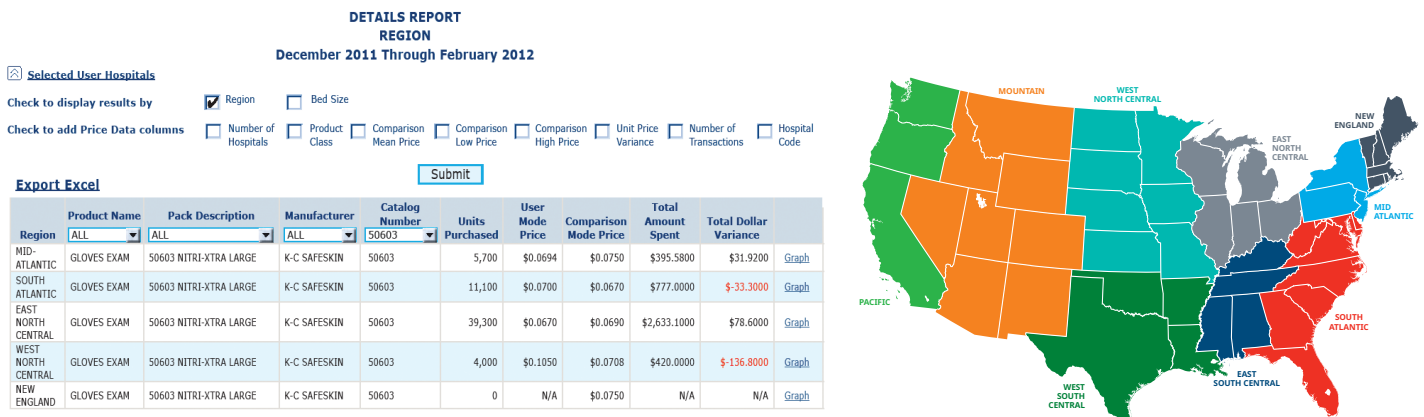 DETAILS REPORT
REGION
December 2011 Through February 2012
Selected User Hospitals
Check to display results by
Region
Bed Size
Check to add Price Data columns
Number of
Hospitals
Product
Class
Comparison
Mean Price
Comparison
Low Price
Comparison
High Price
Unit Price
Variance
Number of
Transactions
Hospital
Code
Submit
Export Excel
Region
Product Name
ALL
Pack Description
ALL
Manufacturer
ALL
Catalog
Number
50603
Units
Purchased
User
Mode
Price
Comparison
Mode Price
Total
Amount
Spent
Total Dollar
Variance
MID-
ATLANTIC
GLOVES EXAM 50603 NITRI-XTRA LARGE K-C SAFESKIN 50603 5,700 $0.0694 $0.0750 $395.5800 $31.9200 Graph
SOUTH
ATLANTIC
GLOVES EXAM 50603 NITRI-XTRA LARGE K-C SAFESKIN 50603 11,100 $0.0700 $0.0670 $777.0000 $-33.3000 Graph
EAST
NORTH
CENTRAL
GLOVES EXAM 50603 NITRI-XTRA LARGE K-C SAFESKIN 50603 39,300 $0.0670 $0.0690 $2,633.1000 $78.6000 Graph
WEST
NORTH
CENTRAL
GLOVES EXAM 50603 NITRI-XTRA LARGE K-C SAFESKIN 50603 4,000 $0.1050 $0.0708 $420.0000 $-136.8000 Graph
NEW
ENGLAND
GLOVES EXAM 50603 NITRI-XTRA LARGE K-C SAFESKIN 50603 0 N/A $0.0750 N/A N/A Graph
MOUNTAIN
WEST
NORTH CENTRAL
NEW
ENGLAND
EAST
NORTH
CENTRAL
MID
ATLANTIC
PACIFIC
SOUTH
ATLANTIC
EAST
SOUTH CENTRAL
WEST
SOUTH
CENTRAL